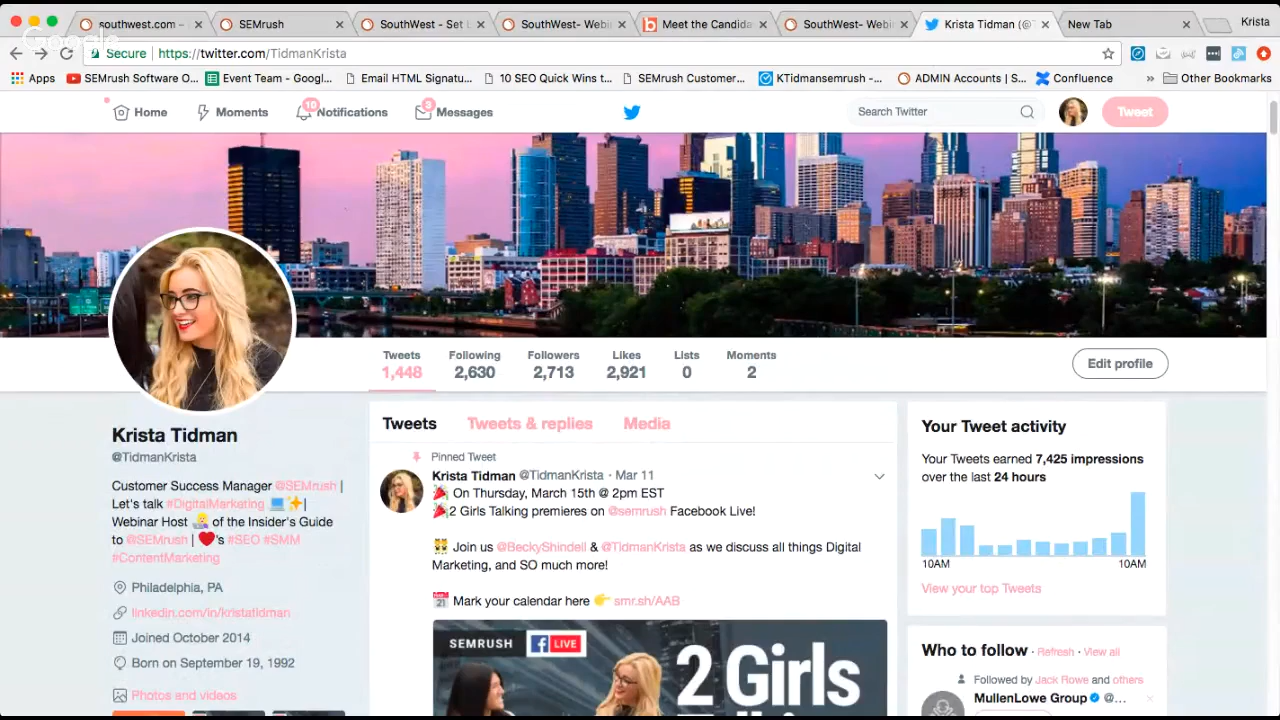 southwest.com –
SEMrush
SouthWest - Set
SouthWest- Webi
Meet the Candida
SouthWest- Webi
Krista Tidman (@
New Tab
Krista
Google
Secure
https://twitter.com/TidmanKrista
Apps
SEMrush Software O...
Event Team - Googl...
Email HTML Signatu...
10 SEO Quick Wins t...
SEMrush Customer...
KTidmansemrush -...
ADMIN Accounts | S...
Confluence
»
Other Bookmarks
Home
Moments
10
Notifications
3
Messages
Search Twitter
Tweet
Tweets
1,448
Following
2,630
Followers
2,713
Likes
2,921
Lists
0
Moments
2
Edit profile
Krista Tidman
@TidmanKrista
Customer Success Manager @SEMrush |
Let's talk #DigitalMarketing 💻✨|
Webinar Host 🙋🏼 of the Insider's Guide
to @SEMrush | ❤️'s #SEO #SMM
#ContentMarketing
Philadelphia, PA
linkedin.com/in/kristatidman
Joined October 2014
Born on September 19, 1992
Photos and videos
Tweets
Tweets & replies
Media
Pinned Tweet
Krista Tidman @TidmanKrista · Mar 11
🎉 On Thursday, March 15th @ 2pm EST
🎉2 Girls Talking premieres on @semrush Facebook Live!
👯 Join us @BeckyShindell & @TidmanKrista as we discuss all things Digital
Marketing, and SO much more!
📅 Mark your calendar here 👉 smr.sh/AAB
SEMRUSH
f LIVE
2 Girls
Your Tweet activity
Your Tweets earned 7,425 impressions
over the last 24 hours
10AM
10AM
View your top Tweets
Who to follow · Refresh · View all
Followed by Jack Rowe and others
MullenLowe Group @...